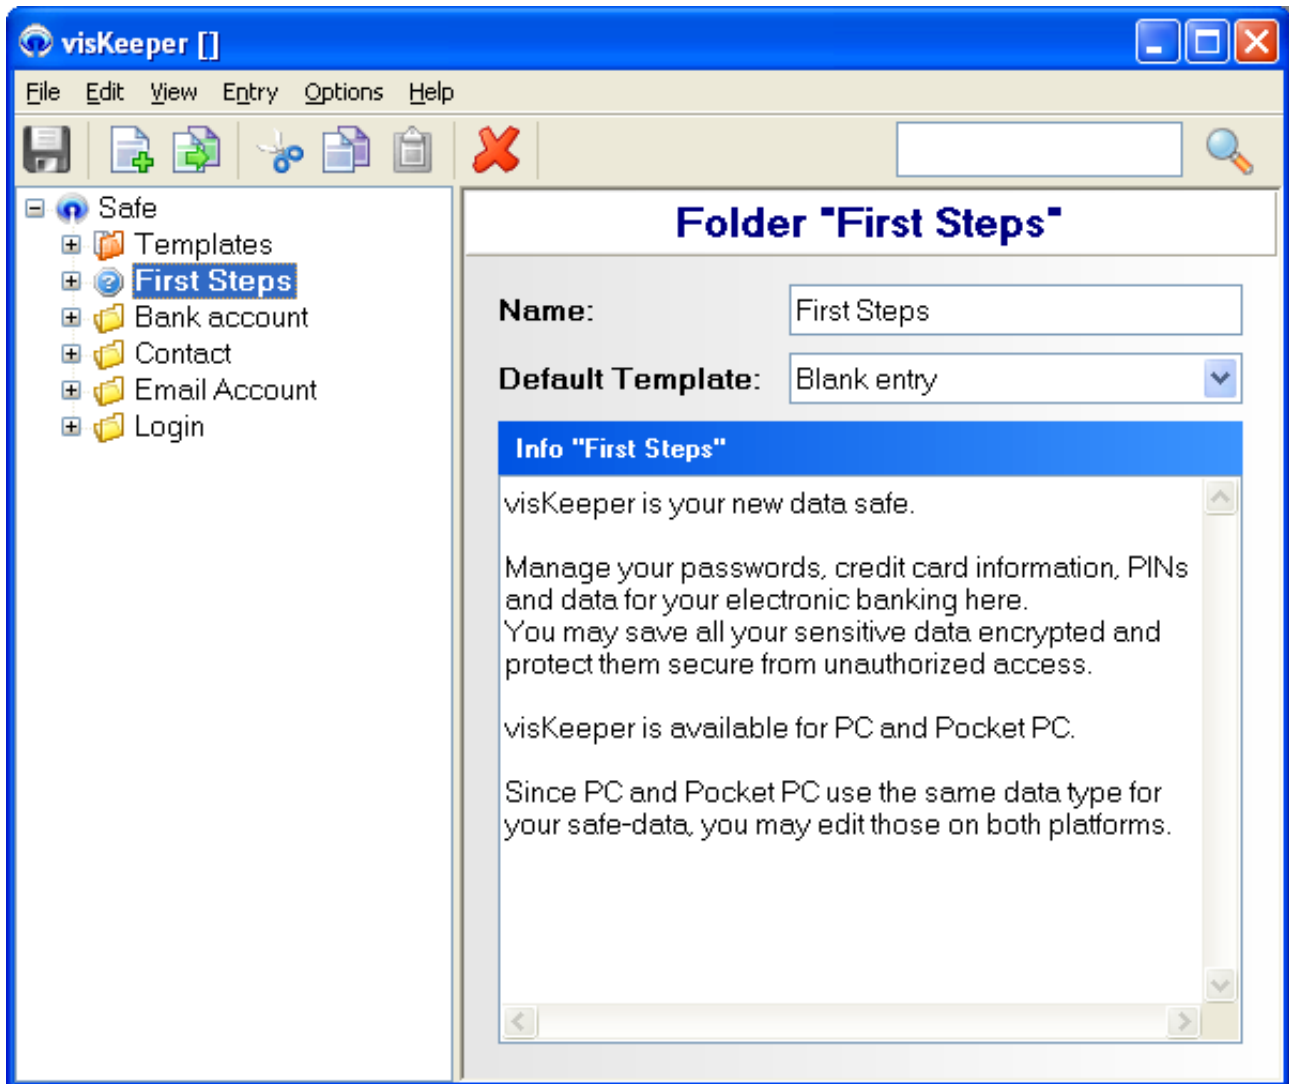 visKeeper []
File Edit View Entry Options Help
Safe
Templates
First Steps
Bank account
Contact
Email Account
Login
Folder "First Steps"
Name: First Steps
Default Template: Blank entry
Info "First Steps"
visKeeper is your new data safe.
Manage your passwords, credit card information, PINs
and data for your electronic banking here.
You may save all your sensitive data encrypted and
protect them secure from unauthorized access.
visKeeper is available for PC and Pocket PC.
Since PC and Pocket PC use the same data type for
your safe-data, you may edit those on both platforms.